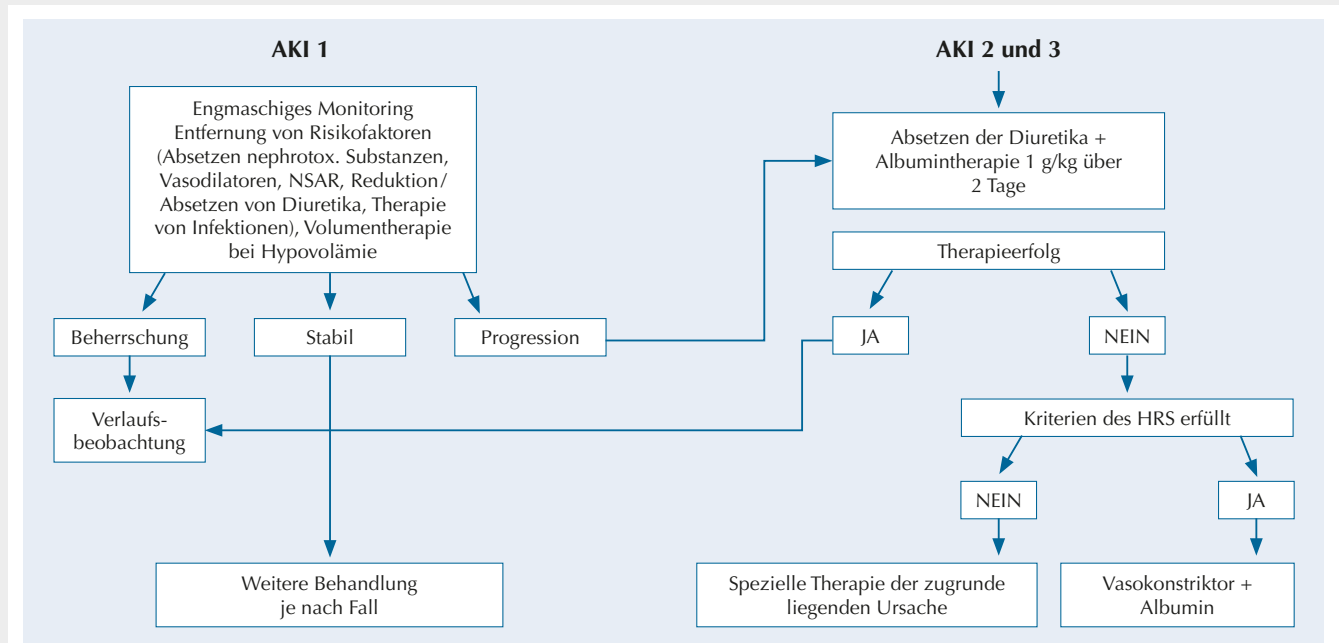 AKI 1
Engmaschiges Monitoring
Entfernung von Risikofaktoren
(Absetzen nephrotox. Substanzen,
Vasodilatoren, NSAR, Reduktion/
Absetzen von Diuretika, Therapie
von Infektionen), Volumentherapie
bei Hypovolämie
Beherrschung
Stabil
Progression
Verlaufs-
beobachtung
Weitere Behandlung
je nach Fall
AKI 2 und 3
Absetzen der Diuretika +
Albumintherapie 1 g/kg über
2 Tage
Therapieerfolg
JA
NEIN
Kriterien des HRS erfüllt
NEIN
JA
Spezielle Therapie der zugrunde
liegenden Ursache
Vasokonstriktor +
Albumin